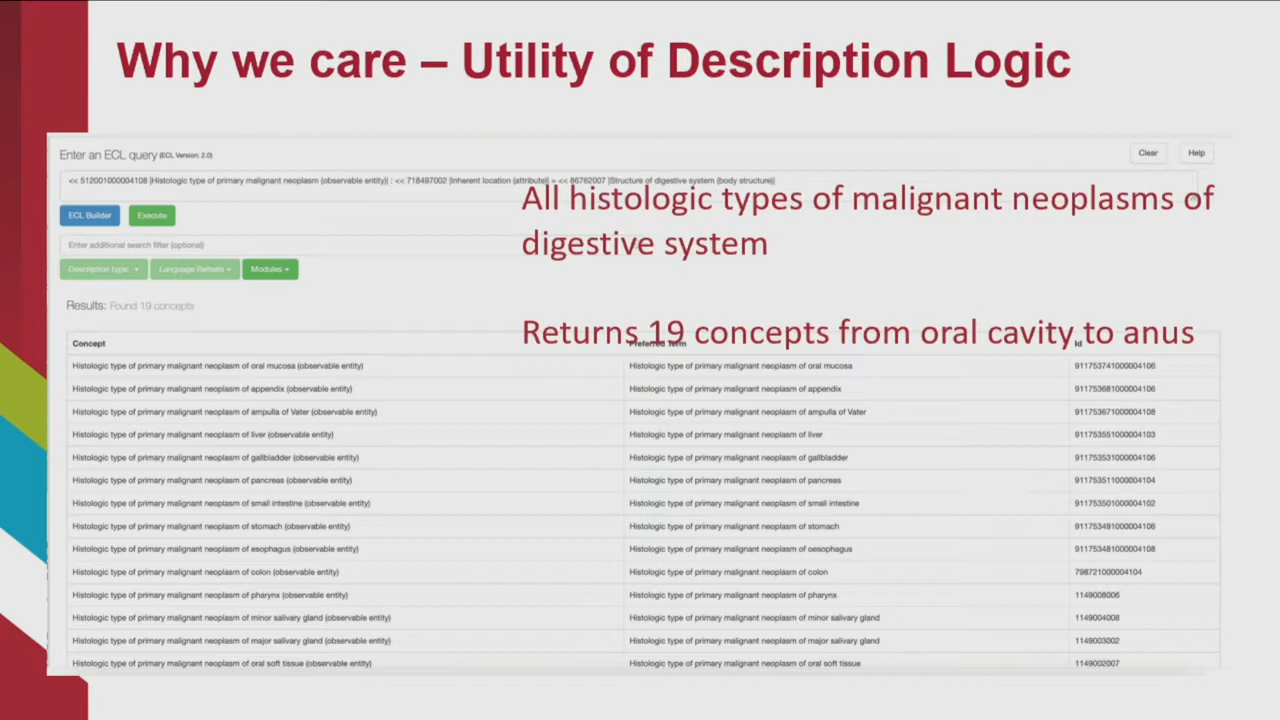 Why we care – Utility of Description Logic
Enter an ECL query (ECL Version: 2.0)
Clear
Help
<< 512001000004108 |Histologic type of primary malignant neoplasm (observable entity)| : << 718497002 |Inherent location (attribute)| = << 86762007 |Structure of digestive system (body structure)|
All histologic types of malignant neoplasms of
digestive system
ECL Builder
Execute
Enter additional search filter (optional)
Description type:
Language Refsets
Modules
Results: Found 19 concepts
Returns 19 concepts from oral cavity to anus
Concept Preferred Term Id
Histologic type of primary malignant neoplasm of oral mucosa (observable entity) Histologic type of primary malignant neoplasm of oral mucosa 911753741000004106
Histologic type of primary malignant neoplasm of appendix (observable entity) Histologic type of primary malignant neoplasm of appendix 911753681000004106
Histologic type of primary malignant neoplasm of ampulla of Vater (observable entity) Histologic type of primary malignant neoplasm of ampulla of Vater 911753671000004108
Histologic type of primary malignant neoplasm of liver (observable entity) Histologic type of primary malignant neoplasm of liver 911753551000004103
Histologic type of primary malignant neoplasm of gallbladder (observable entity) Histologic type of primary malignant neoplasm of gallbladder 911753531000004106
Histologic type of primary malignant neoplasm of pancreas (observable entity) Histologic type of primary malignant neoplasm of pancreas 911753511000004104
Histologic type of primary malignant neoplasm of small intestine (observable entity) Histologic type of primary malignant neoplasm of small intestine 911753501000004102
Histologic type of primary malignant neoplasm of stomach (observable entity) Histologic type of primary malignant neoplasm of stomach 911753491000004106
Histologic type of primary malignant neoplasm of esophagus (observable entity) Histologic type of primary malignant neoplasm of oesophagus 911753481000004108
Histologic type of primary malignant neoplasm of colon (observable entity) Histologic type of primary malignant neoplasm of colon 798721000004104
Histologic type of primary malignant neoplasm of pharynx (observable entity) Histologic type of primary malignant neoplasm of pharynx 1149008006
Histologic type of primary malignant neoplasm of minor salivary gland (observable entity) Histologic type of primary malignant neoplasm of minor salivary gland 1149004008
Histologic type of primary malignant neoplasm of major salivary gland (observable entity) Histologic type of primary malignant neoplasm of major salivary gland 1149003002
Histologic type of primary malignant neoplasm of oral soft tissue (observable entity) Histologic type of primary malignant neoplasm of oral soft tissue 1149002007